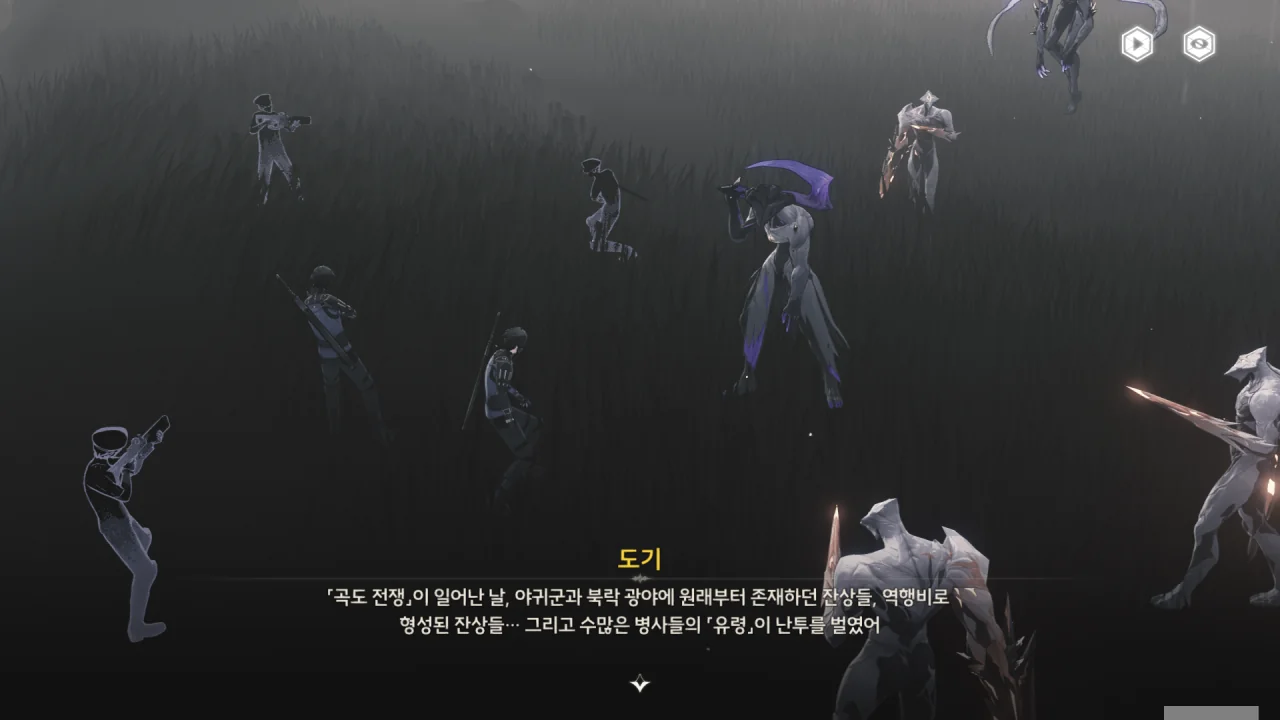 도기
「곡도 전쟁」이 일어난 날, 야귀군과 북락 광야에 원래부터 존재하던 잔상들, 역행비로
형성된 잔상들… 그리고 수많은 병사들의 「유령」이 난투를 벌였어